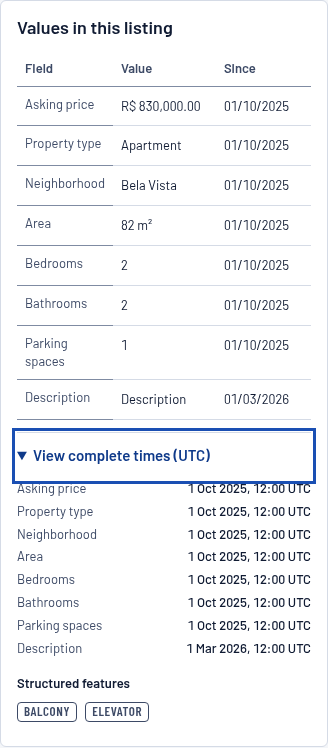 Values in this listing
Field Value Since
Asking price R$ 830,000.00 01/10/2025
Property type Apartment 01/10/2025
Neighborhood Bela Vista 01/10/2025
Area 82 m² 01/10/2025
Bedrooms 2 01/10/2025
Bathrooms 2 01/10/2025
Parking spaces 1 01/10/2025
Description Description 01/03/2026
▼ View complete times (UTC)
Asking price 1 Oct 2025, 12:00 UTC
Property type 1 Oct 2025, 12:00 UTC
Neighborhood 1 Oct 2025, 12:00 UTC
Area 1 Oct 2025, 12:00 UTC
Bedrooms 1 Oct 2025, 12:00 UTC
Bathrooms 1 Oct 2025, 12:00 UTC
Parking spaces 1 Oct 2025, 12:00 UTC
Description 1 Mar 2026, 12:00 UTC
Structured features
BALCONY ELEVATOR